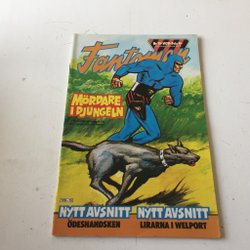 Fantomen
MÖRDARE
I DJUNGELN
NYTT AVSNITT NYTT AVSNITT
ÖDESHANDSKEN LIRARNA I WELPORT